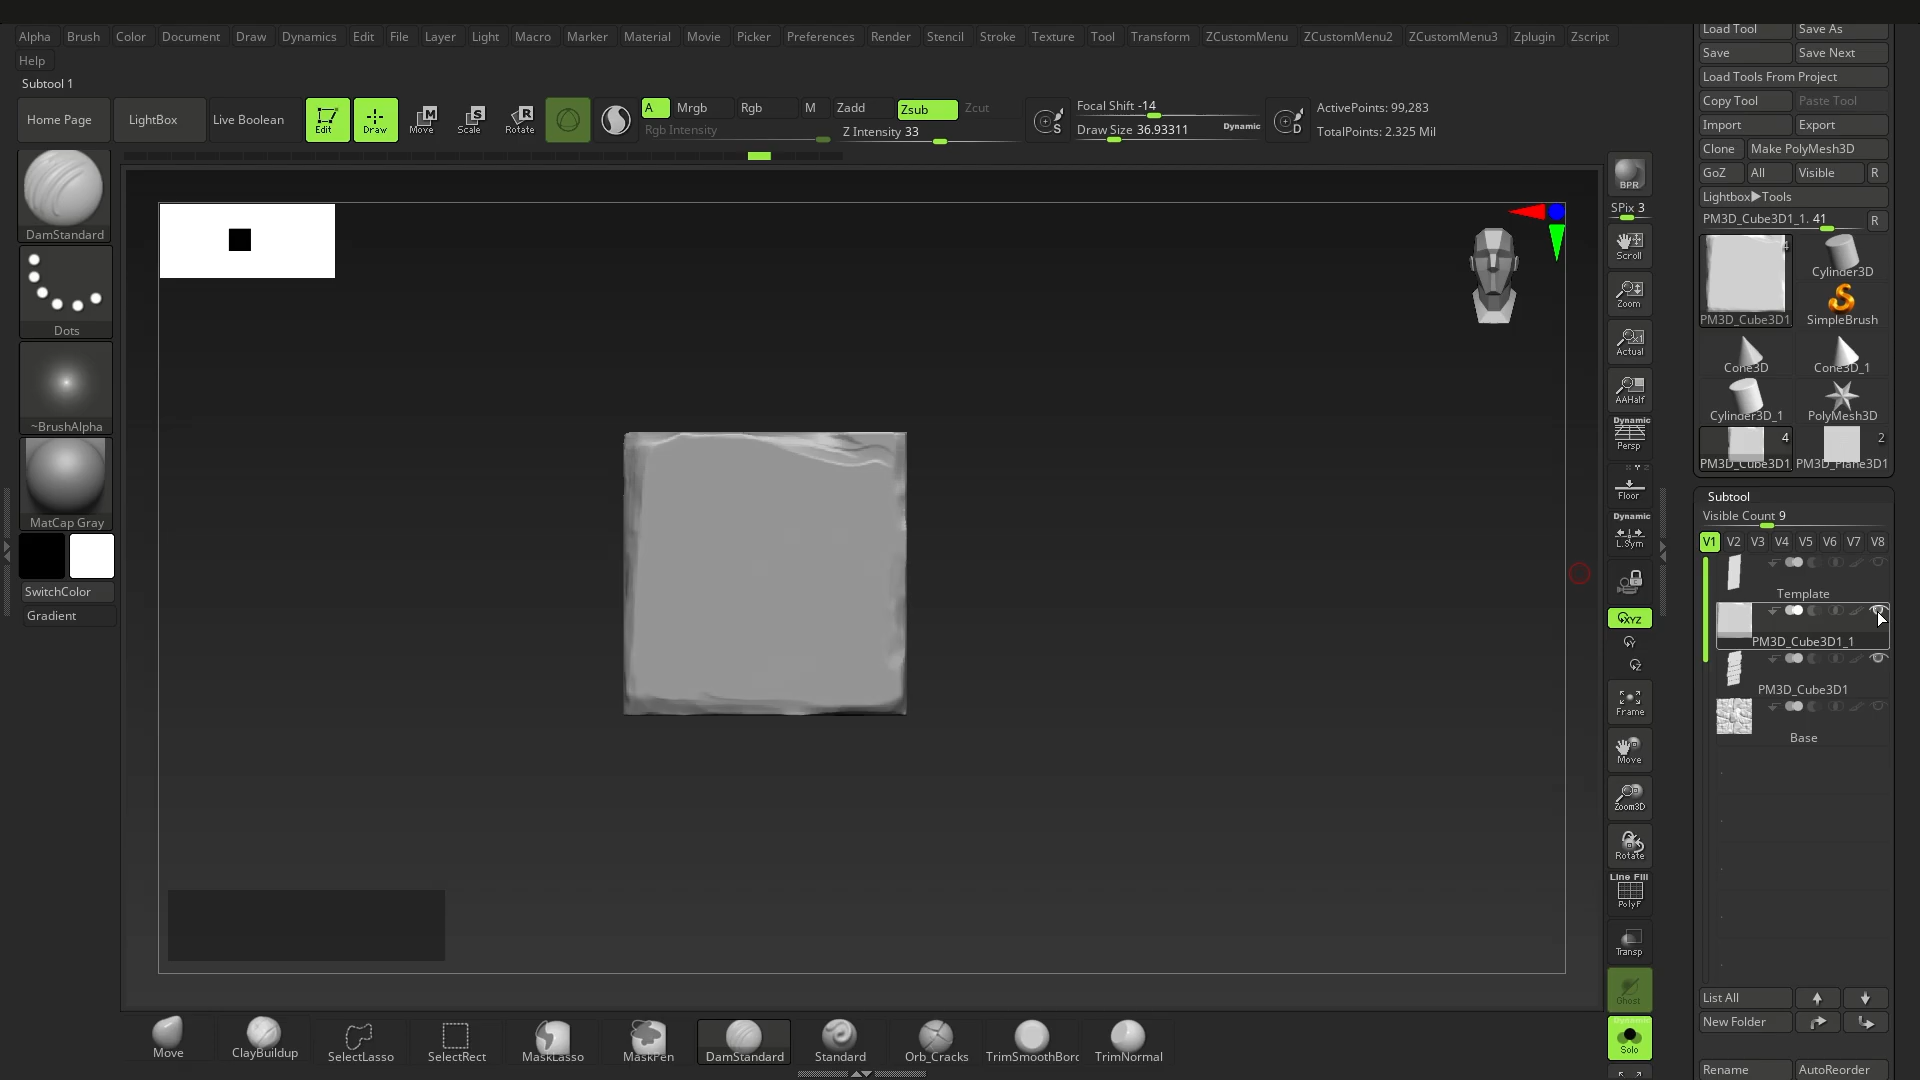 Alpha Brush Color Document Draw Dynamics Edit File Layer Light Macro Marker Material Movie Picker Preferences Render Stencil Stroke Texture Tool Transform ZCustomMenu ZCustomMenu2 ZCustomMenu3 Zplugin Zscript
Help
Subtool 1
Home Page LightBox Live Boolean Edit Draw Move Scale Rotate
A Mrgb Rgb M Zadd Zsub Zcut
Rgb Intensity Z Intensity 33
Focal Shift -14
Draw Size 36.93311 Dynamic
S
D
ActivePoints: 99,283
TotalPoints: 2.325 Mil
DamStandard
Dots
~BrushAlpha
MatCap Gray
SwitchColor
Gradient
BPR
SPix 3
Scroll
Zoom
Actual
AAHalf
Dynamic
Persp
Floor
Dynamic
L.Sym
XYZ
Y
Z
Frame
Move
Zoom3D
Rotate
Line Fill
PolyF
Transp
Ghost
Dynamic
Solo
Load Tool Save As
Save Save Next
Load Tools From Project
Copy Tool Paste Tool
Import Export
Clone Make PolyMesh3D
GoZ All Visible R
Lightbox▶Tools
PM3D_Cube3D1_1. 41 R
4
PM3D_Cube3D1 Cylinder3D
SimpleBrush
Cone3D Cone3D_1
Cylinder3D_1 PolyMesh3D
4 2
PM3D_Cube3D1 PM3D_Plane3D1
Subtool
Visible Count 9
V1 V2 V3 V4 V5 V6 V7 V8
Template
PM3D_Cube3D1_1
PM3D_Cube3D1
Base
List All
New Folder
Rename AutoReorder
Move ClayBuildup SelectLasso SelectRect MaskLasso MaskPen DamStandard Standard Orb_Cracks TrimSmoothBorc TrimNormal